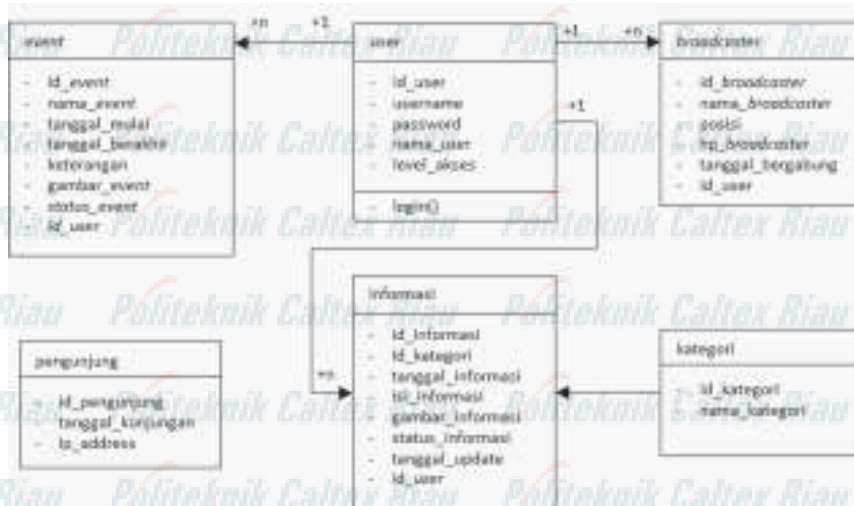 event
- id_event
- nama_event
- tanggal_mulai
- tanggal_berakhir
- keterangan
- gambar_event
- status_event
- id_user
+n
+1
user
- id_user
- username
- password
- nama_user
- level_akses
- login()
+1
+n
+1
broadcaster
- id_broadcaster
- nama_broadcaster
- posisi
- hp_broadcaster
- tanggal_bergabung
- id_user
pengunjung
- id_pengunjung
- tanggal_kunjungan
- ip_address
+n
informasi
- id_informasi
- id_kategori
- tanggal_informasi
- isi_informasi
- gambar_informasi
- status_informasi
- tanggal_update
- id_user
kategori
- id_kategori
- nama_kategori
Politeknik Caltex Riau